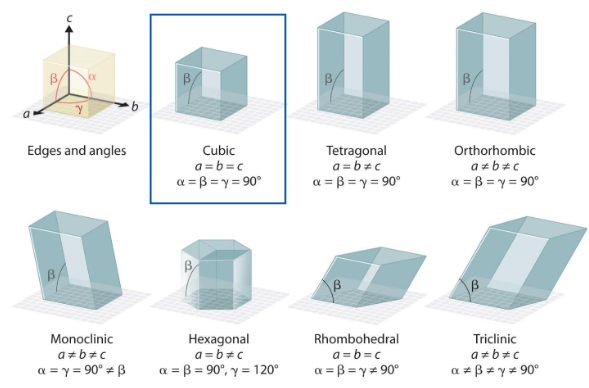 c
β
α
γ
a
b
Edges and angles
β
Cubic
a = b = c
α = β = γ = 90°
β
Tetragonal
a = b ≠ c
α = β = γ = 90°
β
Orthorhombic
a ≠ b ≠ c
α = β = γ = 90°
β
Monoclinic
a ≠ b ≠ c
α = γ = 90° ≠ β
β
Hexagonal
a = b ≠ c
α = β = 90°, γ = 120°
β
Rhombohedral
a = b = c
α = β = γ ≠ 90°
β
Triclinic
a ≠ b ≠ c
α ≠ β ≠ γ ≠ 90°